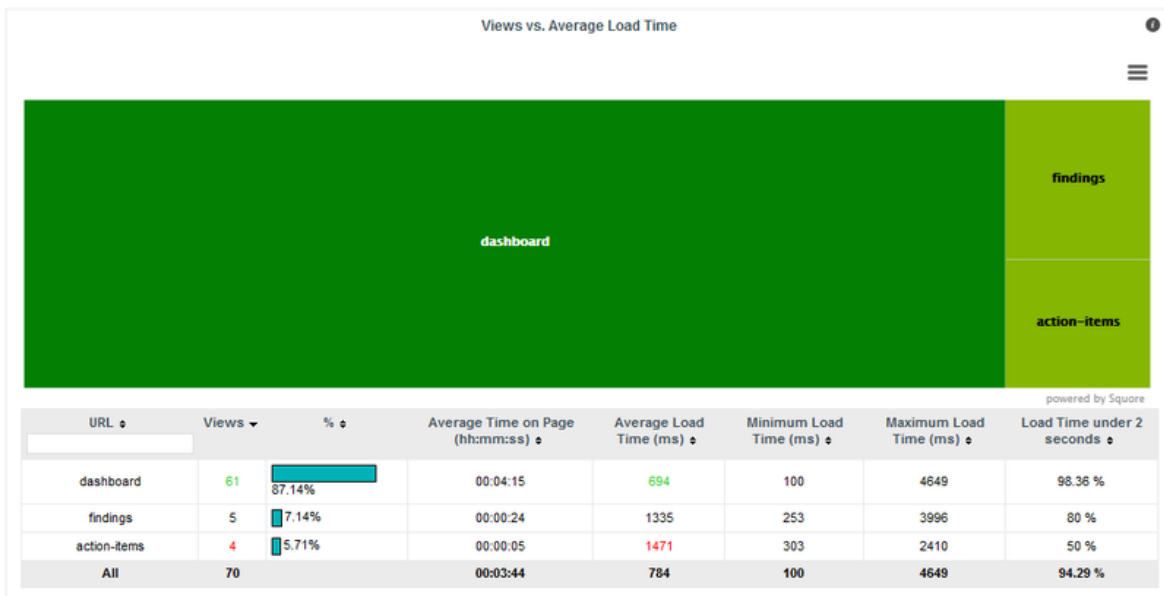 Views vs. Average Load Time
dashboard
findings
action-items
powered by Squore
URL Views % Average Time on Page (hh:mm:ss) Average Load Time (ms) Minimum Load Time (ms) Maximum Load Time (ms) Load Time under 2 seconds
dashboard 61 87.14% 00:04:15 694 100 4649 98.36 %
findings 5 7.14% 00:00:24 1335 253 3996 80 %
action-items 4 5.71% 00:00:05 1471 303 2410 50 %
All 70 00:03:44 784 100 4649 94.29 %